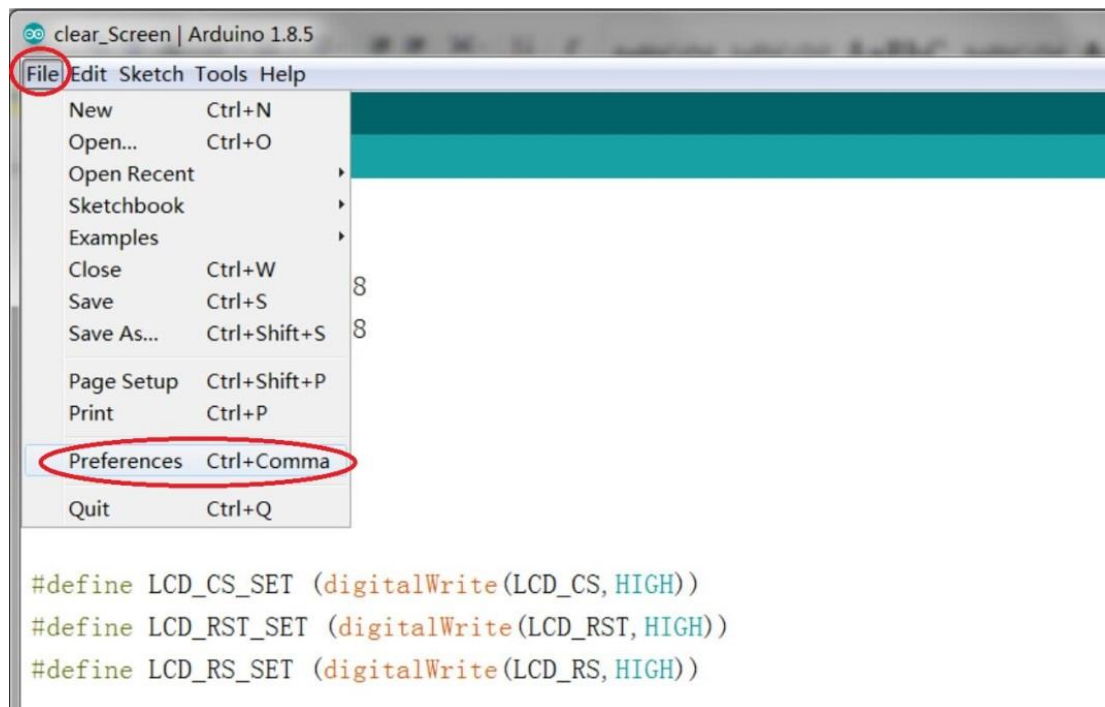 clear_Screen | Arduino 1.8.5
File Edit Sketch Tools Help
New Ctrl+N
Open... Ctrl+O
Open Recent
Sketchbook
Examples
Close Ctrl+W
8
Save Ctrl+S
Save As... Ctrl+Shift+S
8
Page Setup Ctrl+Shift+P
Print Ctrl+P
Preferences Ctrl+Comma
Quit Ctrl+Q
#define LCD_CS_SET (digitalWrite(LCD_CS,HIGH))
#define LCD_RST_SET (digitalWrite(LCD_RST,HIGH))
#define LCD_RS_SET (digitalWrite(LCD_RS,HIGH))